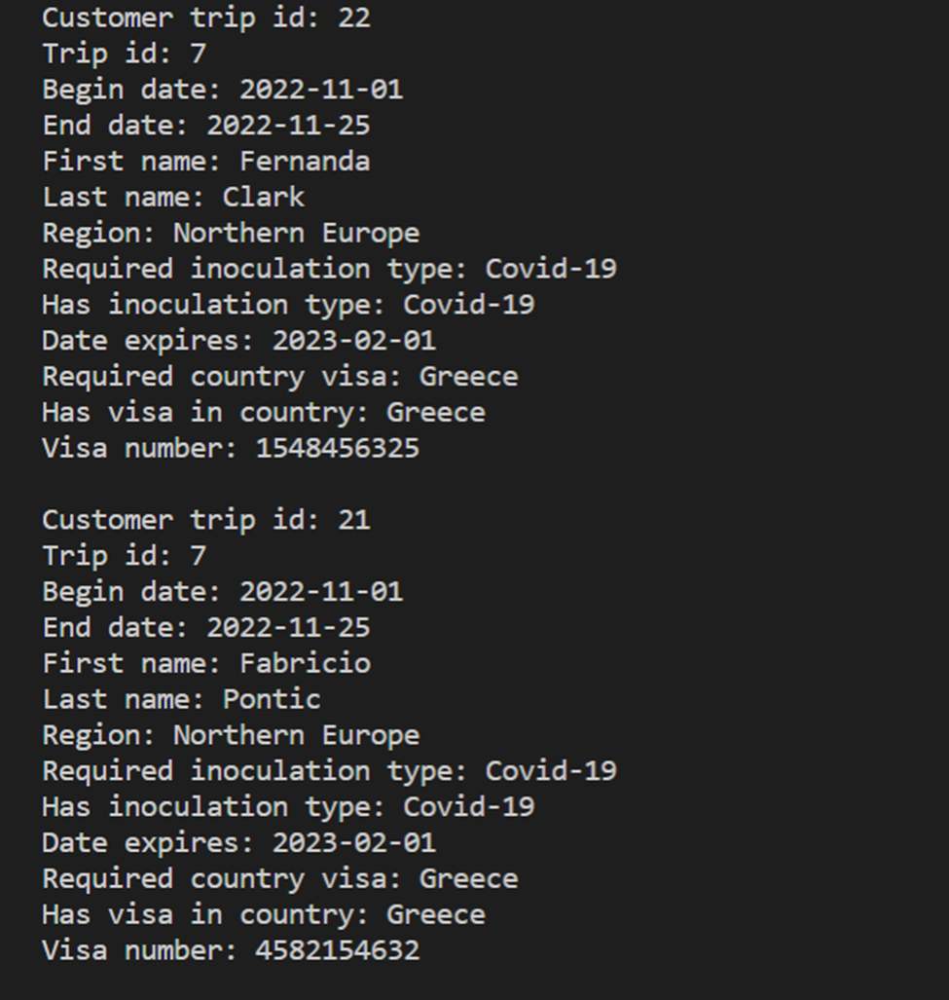 Customer trip id: 22
Trip id: 7
Begin date: 2022-11-01
End date: 2022-11-25
First name: Fernanda
Last name: Clark
Region: Northern Europe
Required inoculation type: Covid-19
Has inoculation type: Covid-19
Date expires: 2023-02-01
Required country visa: Greece
Has visa in country: Greece
Visa number: 1548456325

Customer trip id: 21
Trip id: 7
Begin date: 2022-11-01
End date: 2022-11-25
First name: Fabricio
Last name: Pontic
Region: Northern Europe
Required inoculation type: Covid-19
Has inoculation type: Covid-19
Date expires: 2023-02-01
Required country visa: Greece
Has visa in country: Greece
Visa number: 4582154632